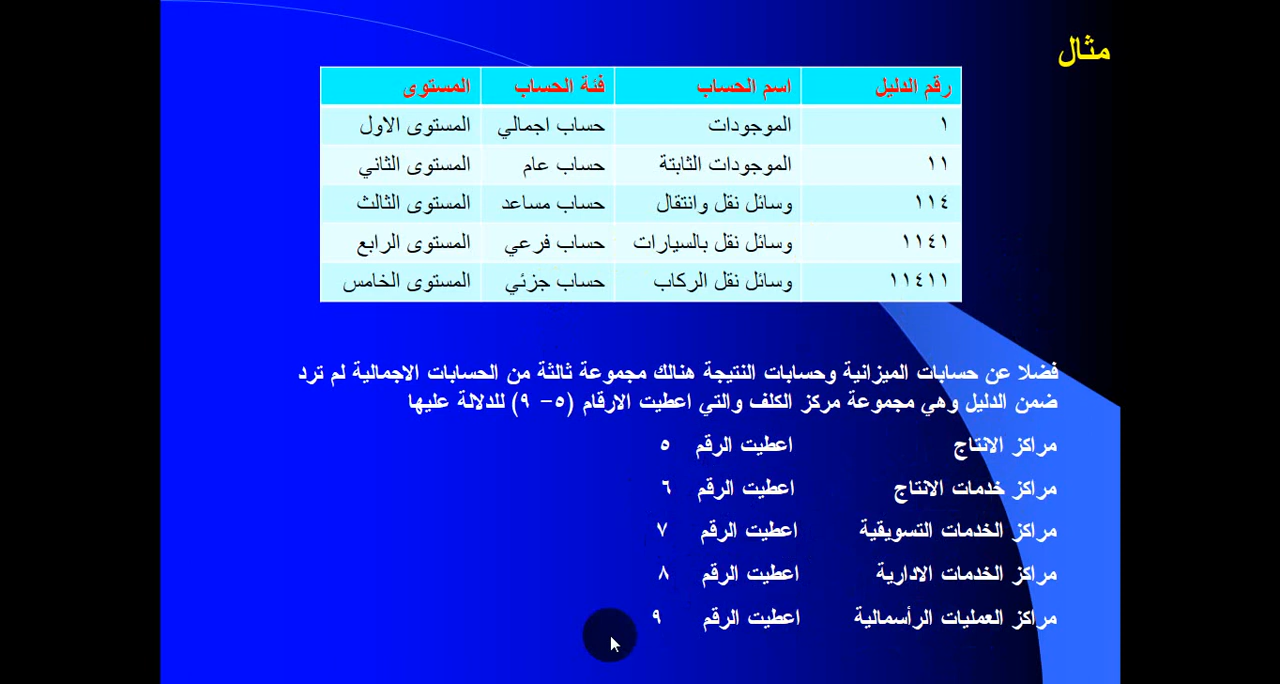 مثال
رقم الدليل اسم الحساب فئة الحساب المستوى
١ الموجودات حساب اجمالي المستوى الاول
١١ الموجودات الثابتة حساب عام المستوى الثاني
١١٤ وسائل نقل وانتقال حساب مساعد المستوى الثالث
١١٤١ وسائل نقل بالسيارات حساب فرعي المستوى الرابع
١١٤١١ وسائل نقل الركاب حساب جزئي المستوى الخامس
فضلا عن حسابات الميزانية وحسابات النتيجة هنالك مجموعة ثالثة من الحسابات الاجمالية لم ترد
ضمن الدليل وهي مجموعة مركز الكلف والتي اعطيت الارقام (٥- ٩) للدلالة عليها
مراكز الانتاج اعطيت الرقم ٥
مراكز خدمات الانتاج اعطيت الرقم ٦
مراكز الخدمات التسويقية اعطيت الرقم ٧
مراكز الخدمات الادارية اعطيت الرقم ٨
مراكز العمليات الرأسمالية اعطيت الرقم ٩